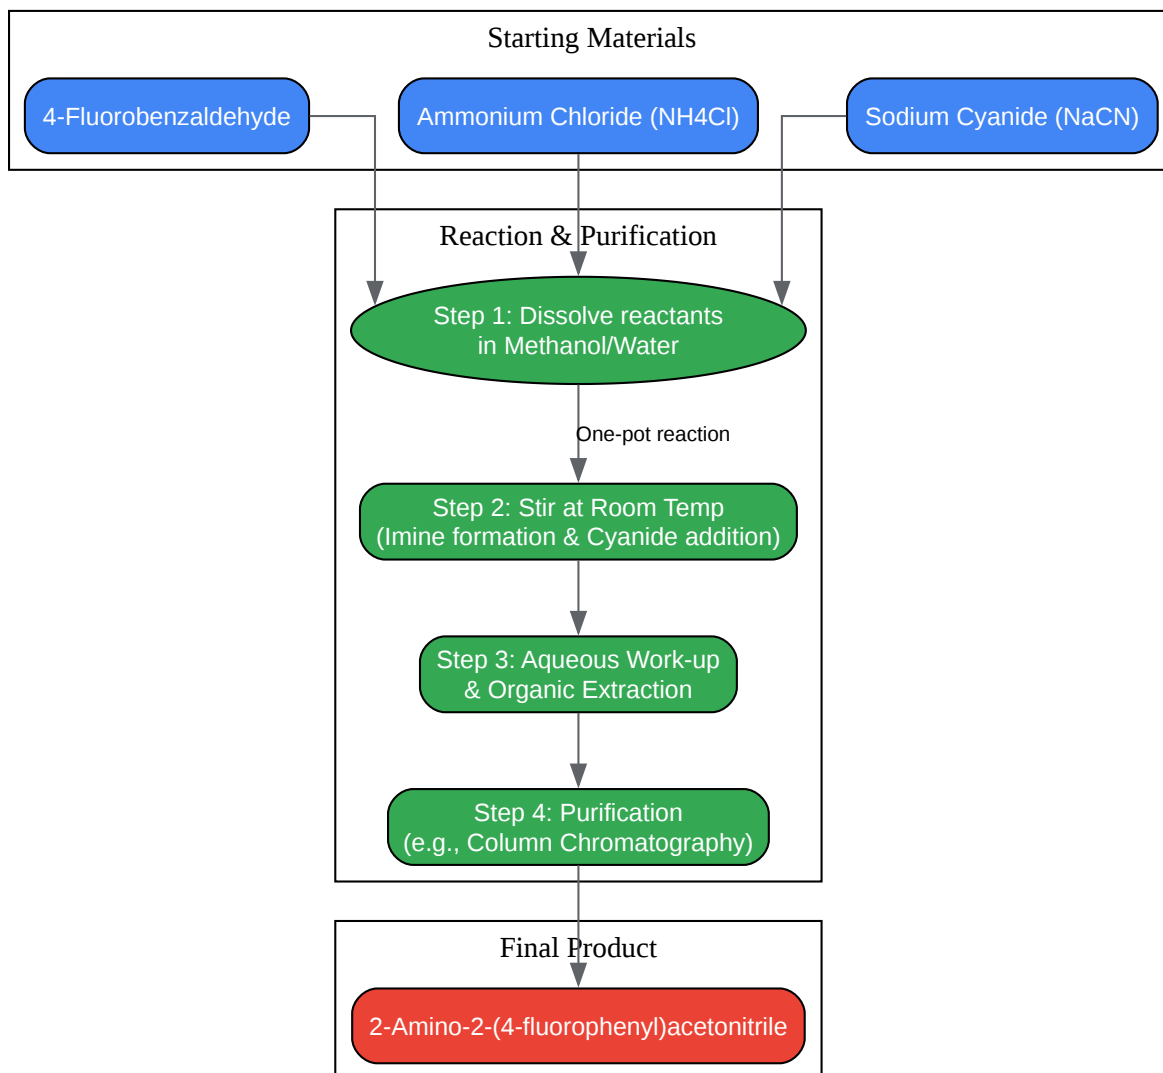 Starting Materials
4-Fluorobenzaldehyde
Ammonium Chloride (NH4Cl)
Sodium Cyanide (NaCN)
Reaction & Purification
Step 1: Dissolve reactants
in Methanol/Water
One-pot reaction
Step 2: Stir at Room Temp
(Imine formation & Cyanide addition)
Step 3: Aqueous Work-up
& Organic Extraction
Step 4: Purification
(e.g., Column Chromatography)
Final Product
2-Amino-2-(4-fluorophenyl)acetonitrile